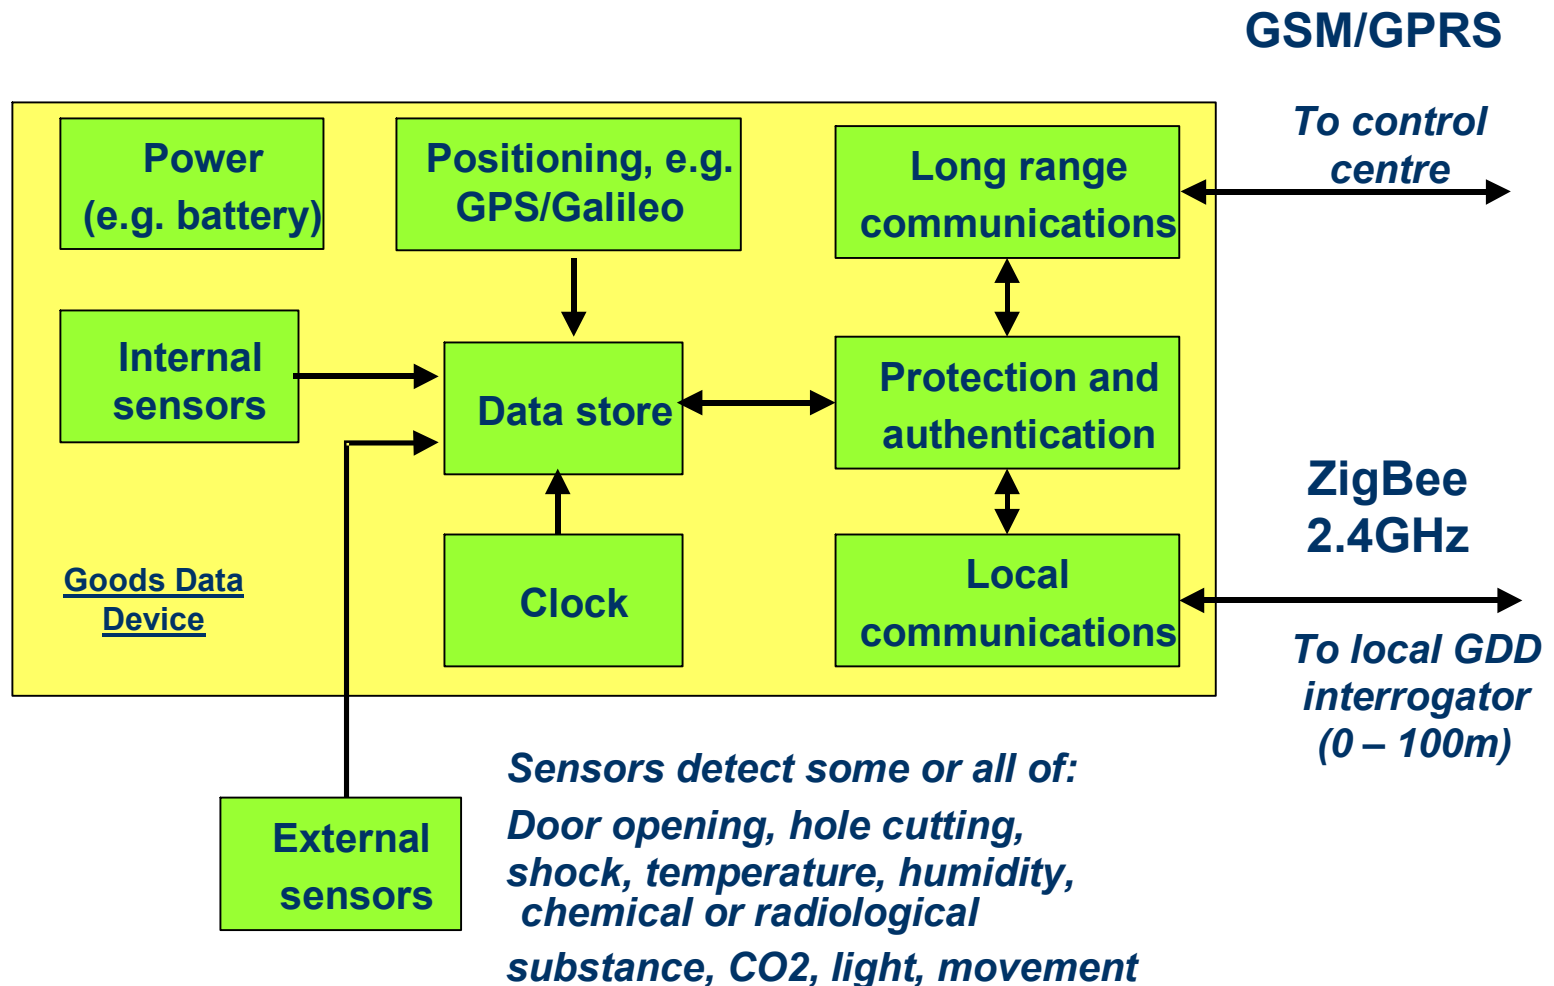 GSM/GPRS
To control
centre
Power
(e.g. battery)
Positioning, e.g.
GPS/Galileo
Long range
communications
Internal
sensors
Data store
Protection and
authentication
ZigBee
2.4GHz
Goods Data
Device
Clock
Local
communications
To local GDD
interrogator
(0 – 100m)
External
sensors
Sensors detect some or all of:
Door opening, hole cutting,
shock, temperature, humidity,
chemical or radiological
substance, CO2, light, movement